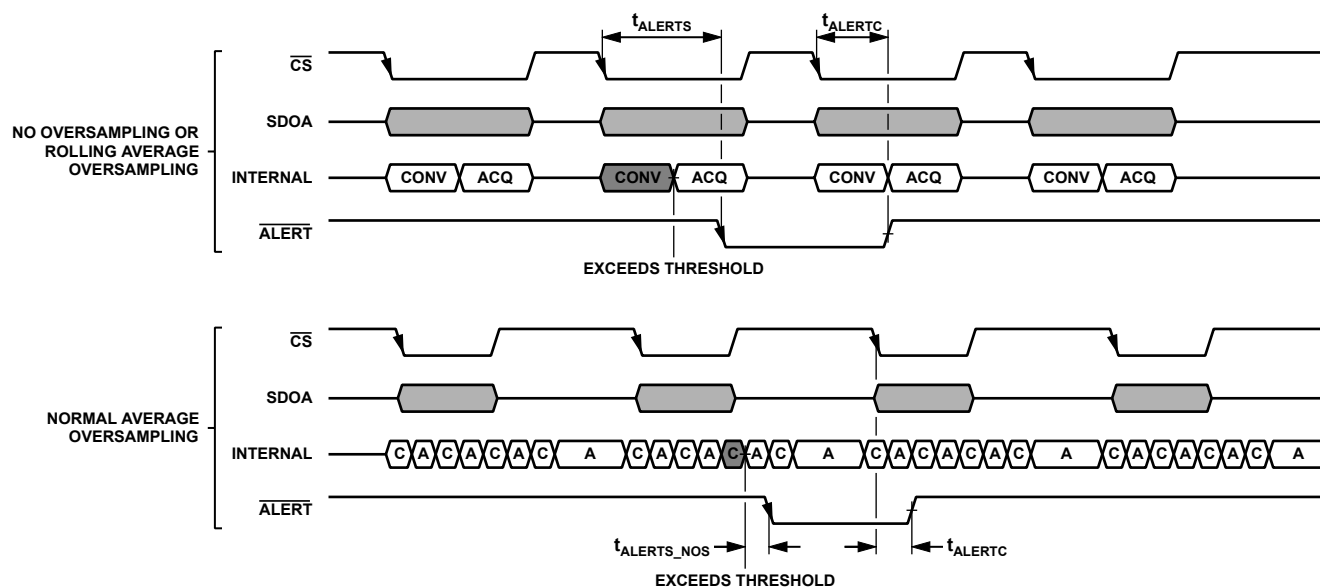 tALERTS
tALERTC
CS
SDOA
NO OVERSAMPLING OR
ROLLING AVERAGE
OVERSAMPLING
INTERNAL
CONV ACQ CONV ACQ CONV ACQ CONV ACQ
ALERT
EXCEEDS THRESHOLD
CS
SDOA
NORMAL AVERAGE
OVERSAMPLING
INTERNAL
C A C A C A C A C A C A C A C A C A C A C A C A C A C A C A C A
ALERT
tALERTS_NOS
tALERTC
EXCEEDS THRESHOLD